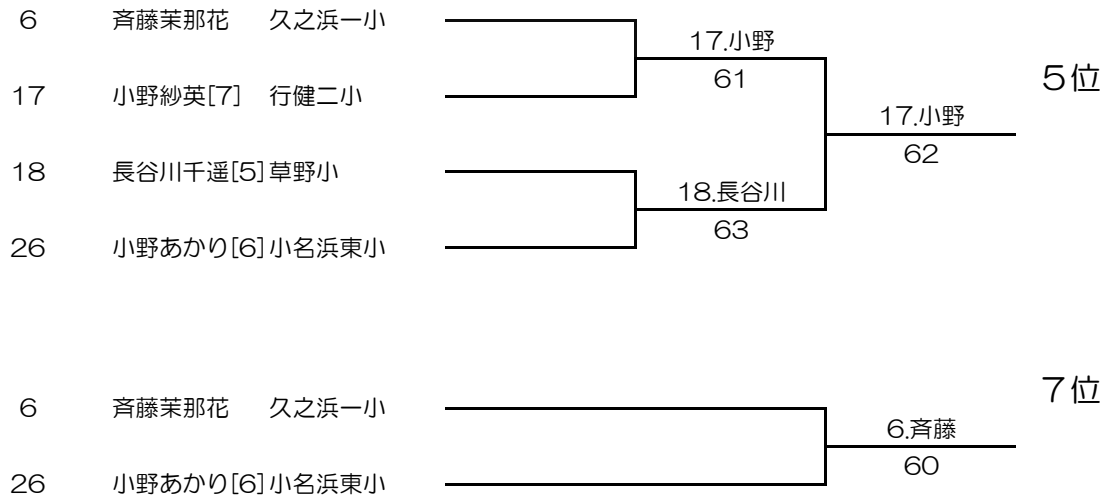 6 斉藤茉那花 久之浜一小
17.小野
61
5位
17 小野紗英[7] 行健二小
17.小野
62
18 長谷川千遥[5] 草野小
18.長谷川
63
26 小野あかり[6] 小名浜東小
7位
6 斉藤茉那花 久之浜一小
6.斉藤
60
26 小野あかり[6] 小名浜東小